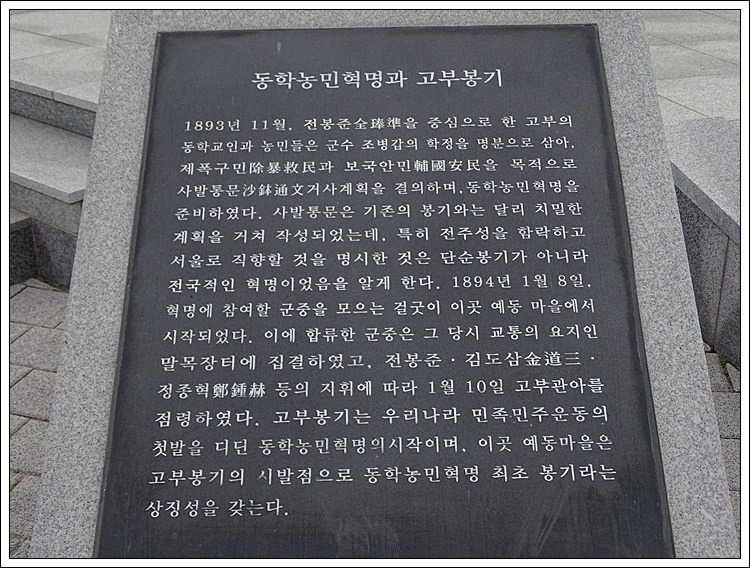 동학농민혁명과 고부봉기
1893년 11월, 전봉준全琫準을 중심으로 한 고부의
동학교인과 농민들은 군수 조병갑의 학정을 명분으로 삼아,
제폭구민除暴救民과 보국안민輔國安民을 목적으로
사발통문沙鉢通文거사계획을 결의하며,동학농민혁명을
준비하였다. 사발통문은 기존의 봉기와는 달리 치밀한
계획을 거쳐 작성되었는데, 특히 전주성을 함락하고
서울로 직향할 것을 명시한 것은 단순봉기가 아니라
전국적인 혁명이었음을 알게 한다. 1894년 1월 8일,
혁명에 참여할 군중을 모으는 걸굿이 이곳 예동 마을에서
시작되었다. 이에 합류한 군중은 그 당시 교통의 요지인
말목장터에 집결하였고, 전봉준·김도삼金道三·
정종혁鄭鍾赫 등의 지휘에 따라 1월 10일 고부관아를
점령하였다. 고부봉기는 우리나라 민족민주운동의
첫발을 디딘 동학농민혁명의시작이며, 이곳 예동마을은
고부봉기의 시발점으로 동학농민혁명 최초 봉기라는
상징성을 갖는다.